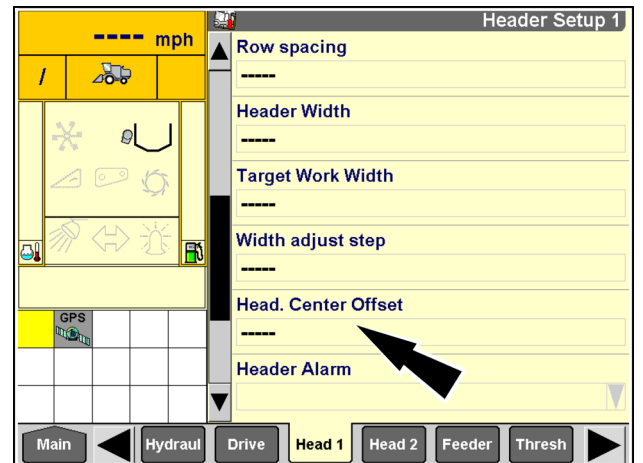 ---- mph
Header Setup 1
Row spacing
-----
/
Header Width
-----
Target Work Width
-----
Width adjust step
-----
Head. Center Offset
-----
GPS
Header Alarm
Main
Hydraul
Drive
Head 1
Head 2
Feeder
Thresh